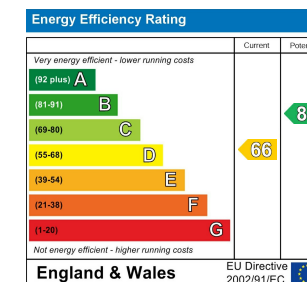 Energy Efficiency Rating
Current Poten
Very energy efficient - lower running costs
(92 plus) A
(81-91) B
8
(69-80) C
(55-68) D 66
(39-54) E
(21-38) F
(1-20) G
Not energy efficient - higher running costs
England & Wales
EU Directive
2002/91/EC